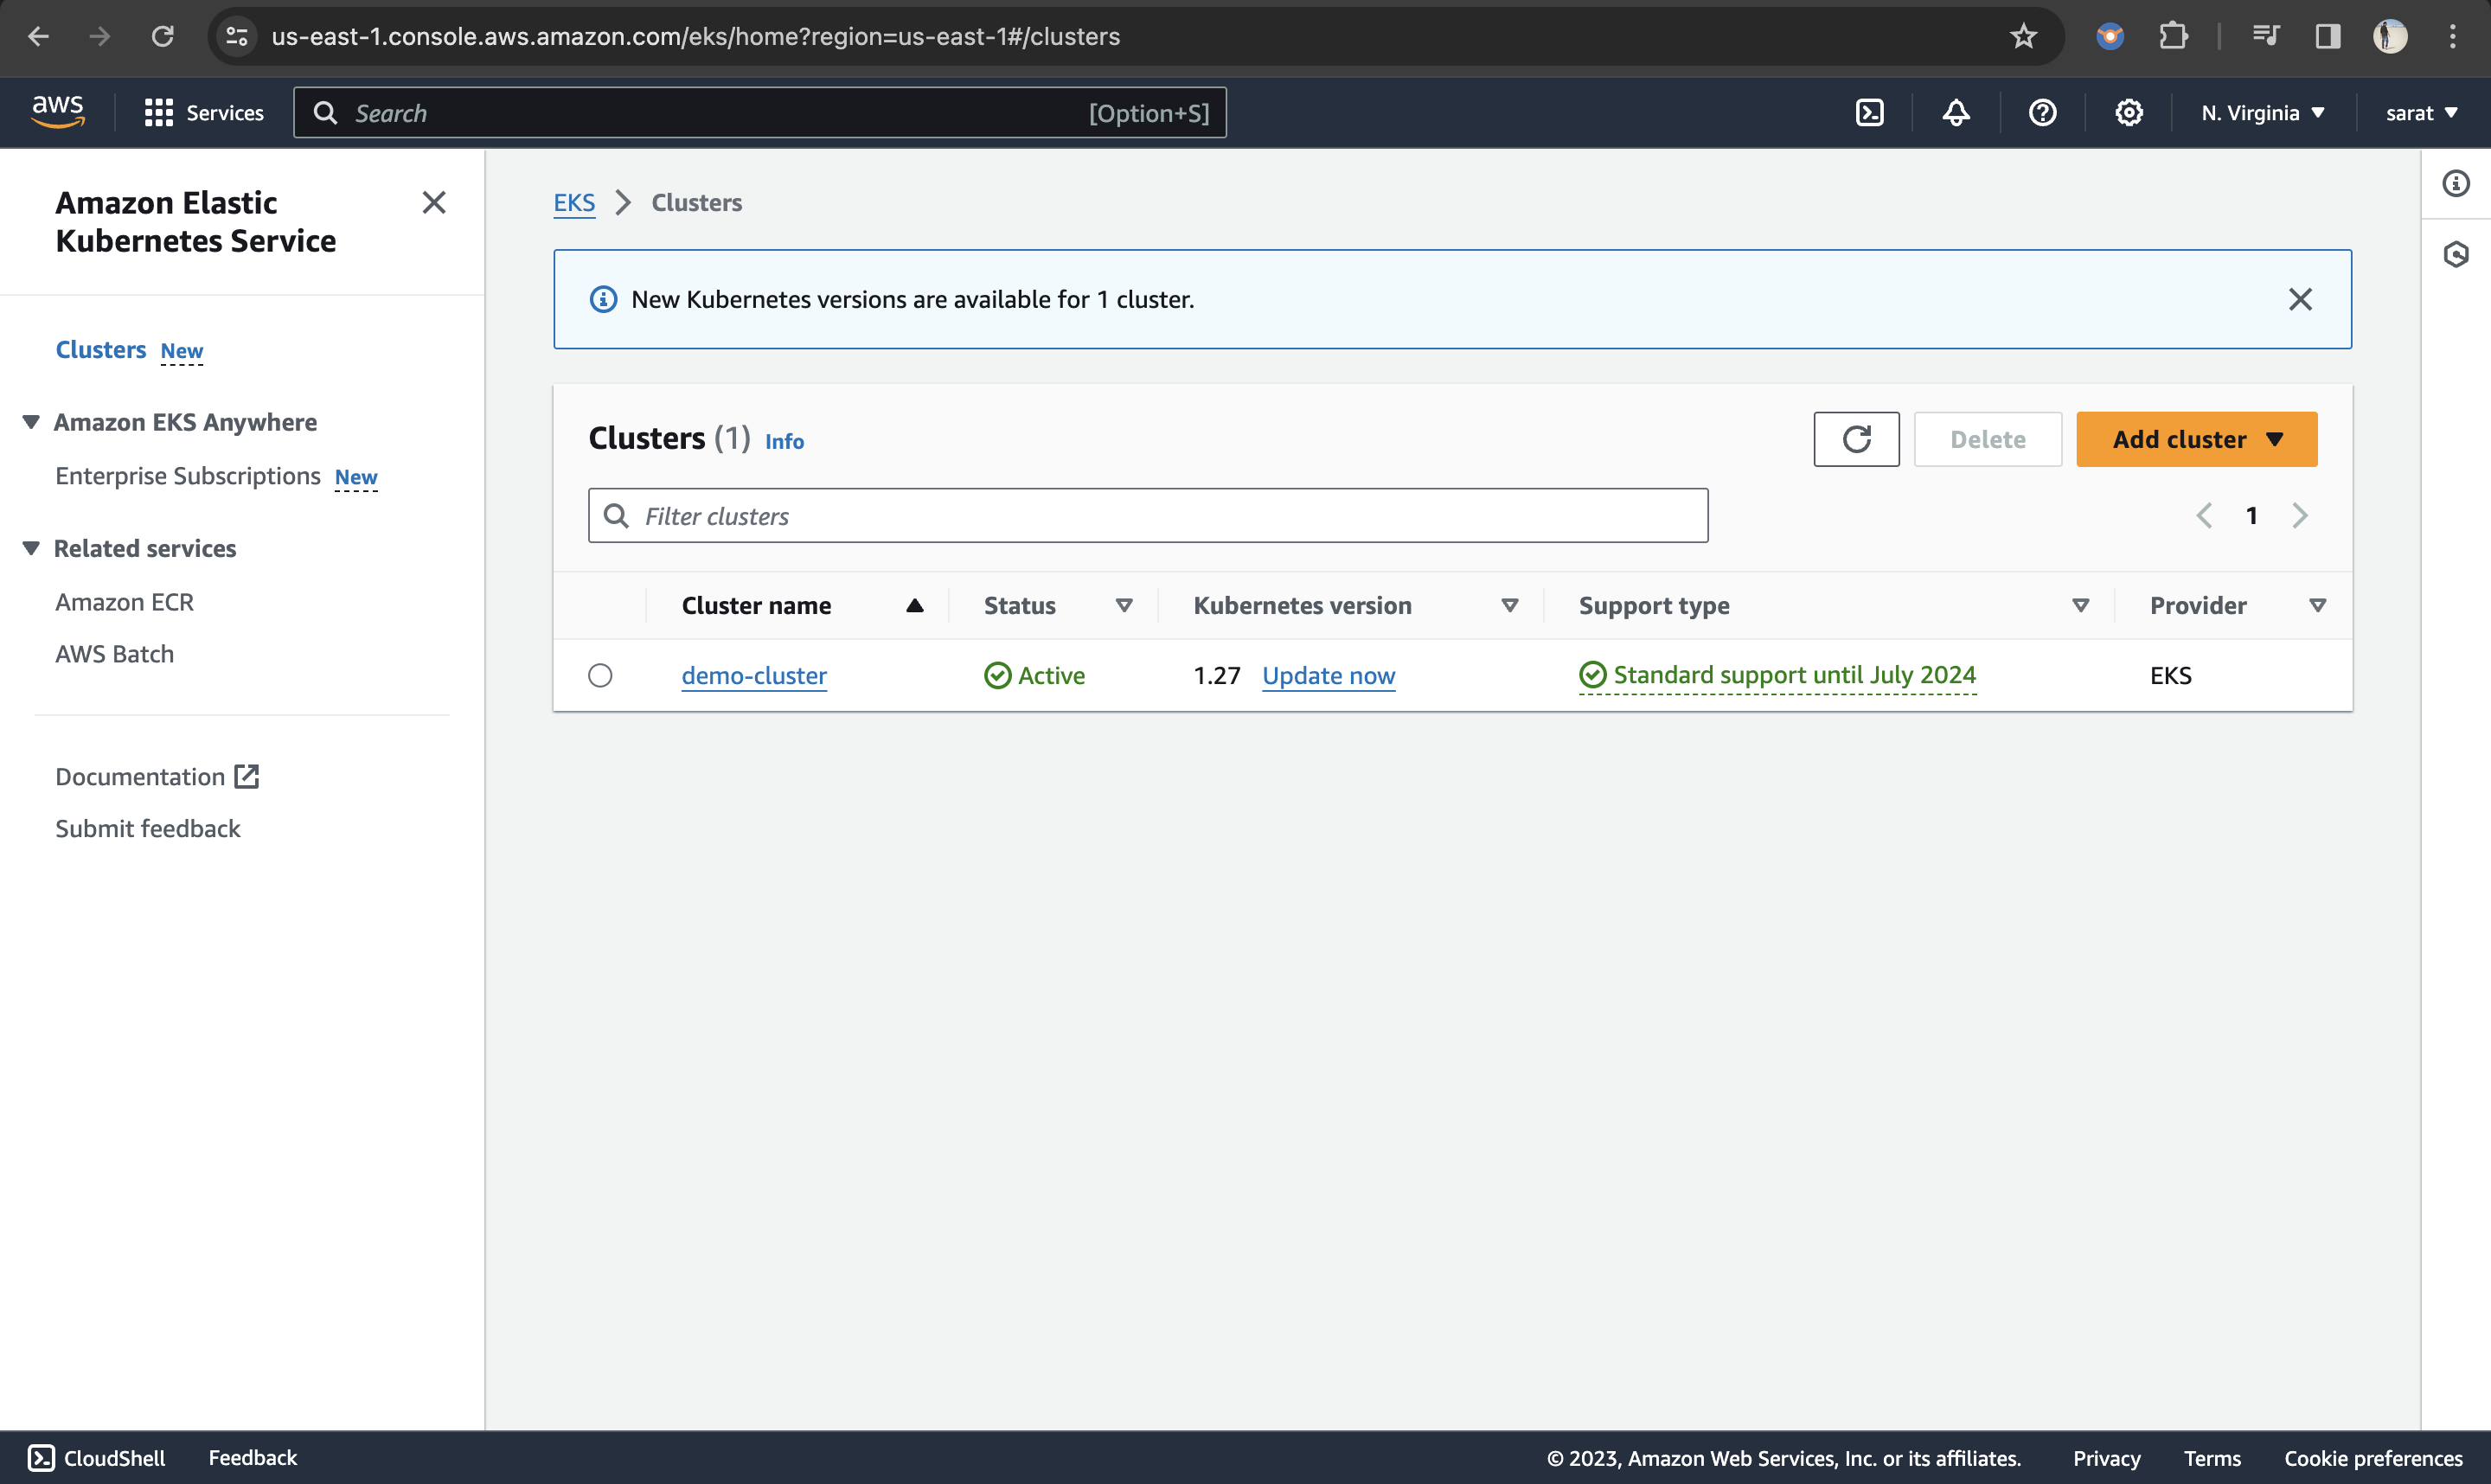 us-east-1.console.aws.amazon.com/eks/home?region=us-east-1#/clusters
aws
Services
Search
[Option+S]
N. Virginia
sarat
Amazon Elastic
Kubernetes Service
Clusters New
Amazon EKS Anywhere
Enterprise Subscriptions New
Related services
Amazon ECR
AWS Batch
Documentation
Submit feedback
EKS
Clusters
New Kubernetes versions are available for 1 cluster.
Clusters (1) Info
Delete
Add cluster
Filter clusters
1
Cluster name
Status
Kubernetes version
Support type
Provider
demo-cluster
Active
1.27 Update now
Standard support until July 2024
EKS
CloudShell
Feedback
© 2023, Amazon Web Services, Inc. or its affiliates.
Privacy
Terms
Cookie preferences